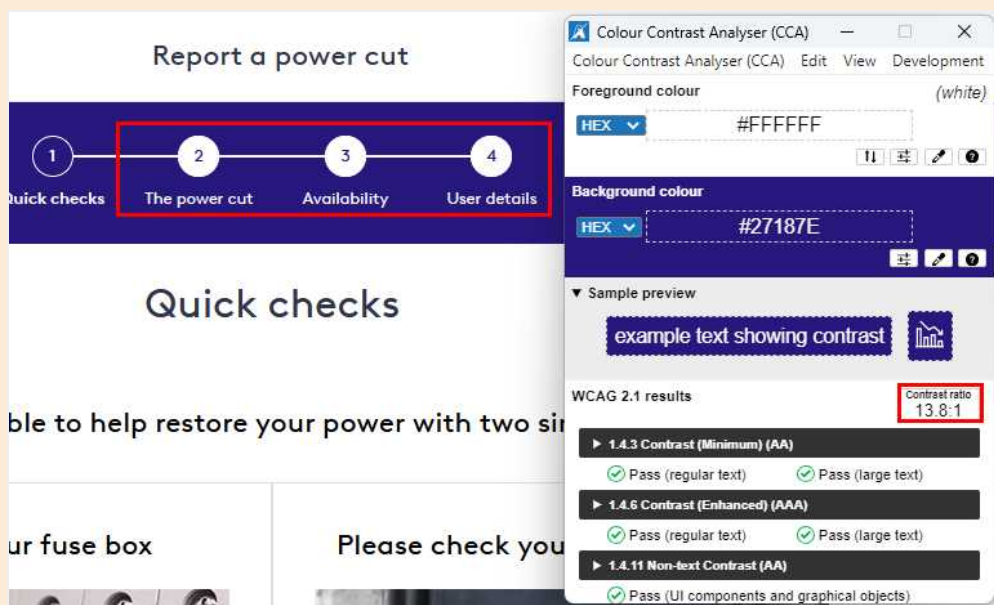 Report a power cut
1
2
3
4
Quick checks
The power cut
Availability
User details
Quick checks
ble to help restore your power with two si
ur fuse box
Please check you
Colour Contrast Analyser (CCA)
Colour Contrast Analyser (CCA) Edit View Development
Foreground colour
(white)
HEX
#FFFFFF
Background colour
HEX
#27187E
Sample preview
example text showing contrast
WCAG 2.1 results
Contrast ratio
13.8:1
1.4.3 Contrast (Minimum) (AA)
Pass (regular text) Pass (large text)
1.4.6 Contrast (Enhanced) (AAA)
Pass (regular text) Pass (large text)
1.4.11 Non-text Contrast (AA)
Pass (UI components and graphical objects)